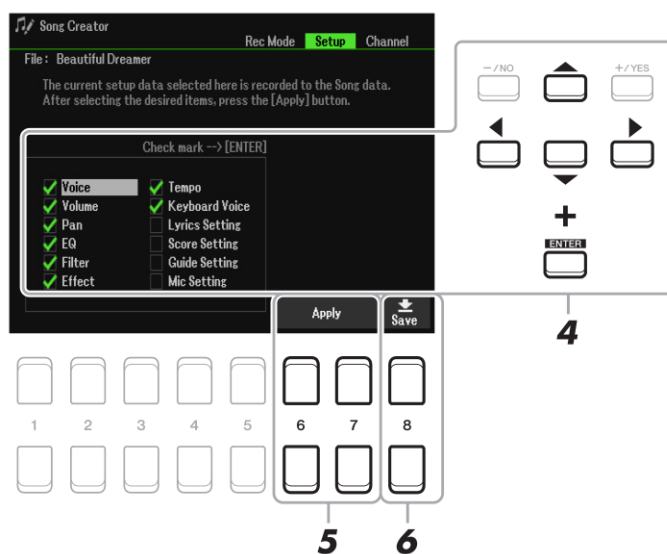 Song Creator
Rec Mode Setup Channel
File : Beautiful Dreamer
The current setup data selected here is recorded to the Song data.
After selecting the desired items, press the [Apply] button.
Check mark --> [ENTER]
Voice Tempo
Volume Keyboard Voice
Pan Lyrics Setting
EQ Score Setting
Filter Guide Setting
Effect Mic Setting
Apply Save
−/NO +/YES
+
ENTER
4
1 2 3 4 5 6 7 8
5 6